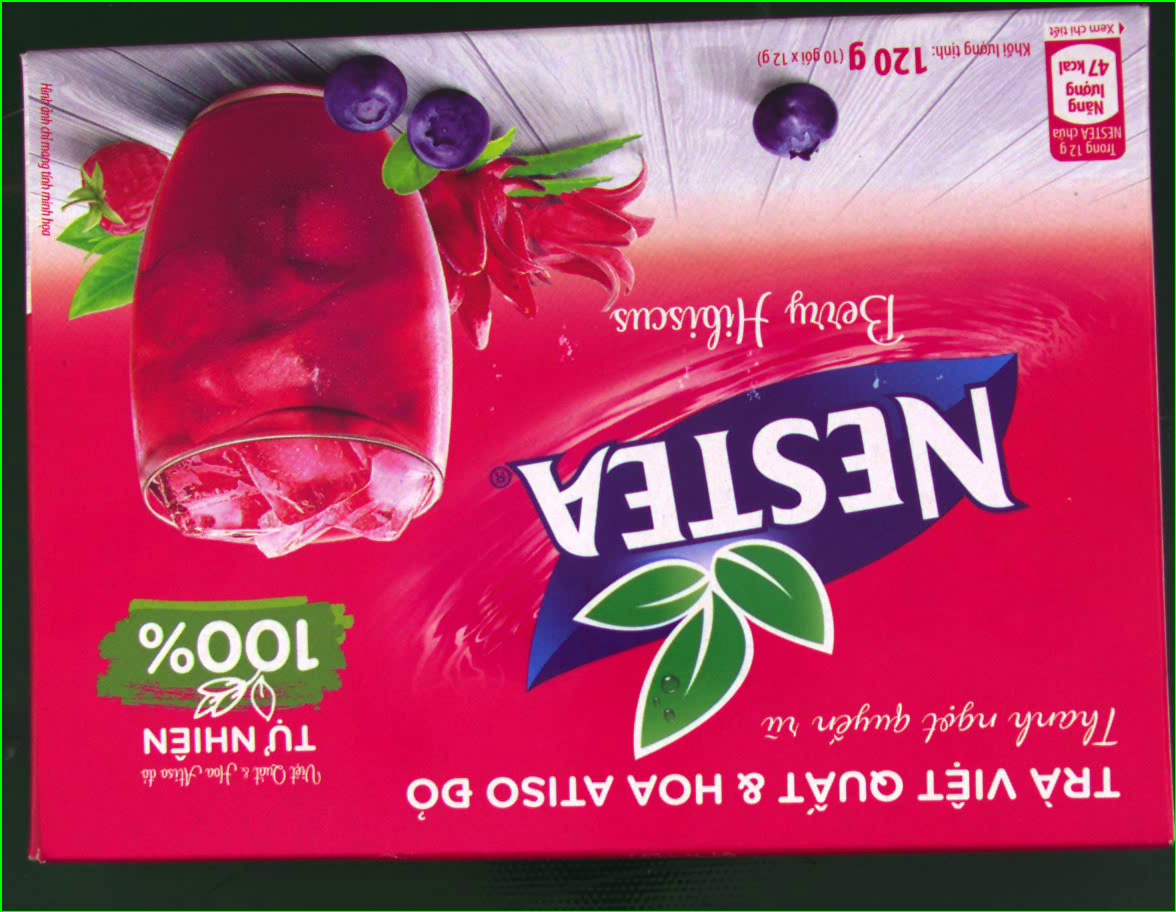 TRÀ VIỆT QUẤT & HOA ATISO ĐỎ
Thanh ngọt quyến rũ
Việt Quất & Hoa Atiso đỏ
TỰ NHIÊN
100%
NESTEA®
Berry Hibiscus
Trong 12 g
NESTEA chứa
Năng
lượng
47 kcal
Xem chi tiết
Khối lượng tịnh: 120 g (10 gói x 12 g)
Hình ảnh chỉ mang tính minh họa